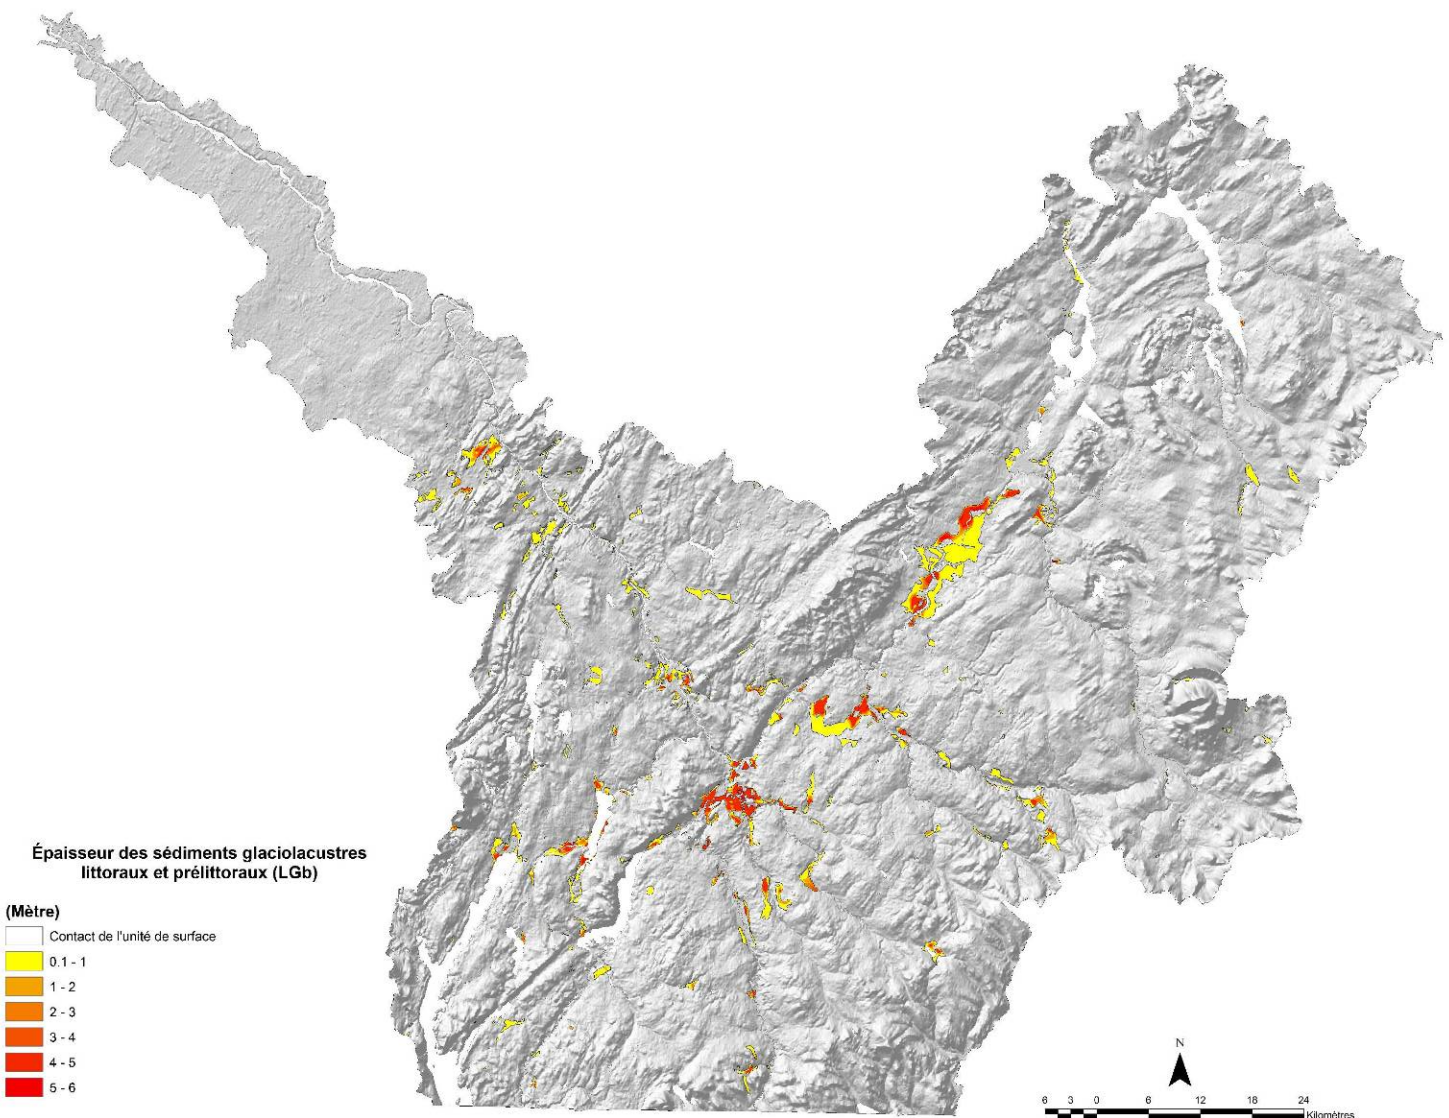 Épaisseur des sédiments glaciolacustres
littoraux et prélittoraux (LGb)
(Mètre)
Contact de l'unité de surface
0.1 - 1
1 - 2
2 - 3
3 - 4
4 - 5
5 - 6
N
6 3 0 6 12 18 24
Kilomètres